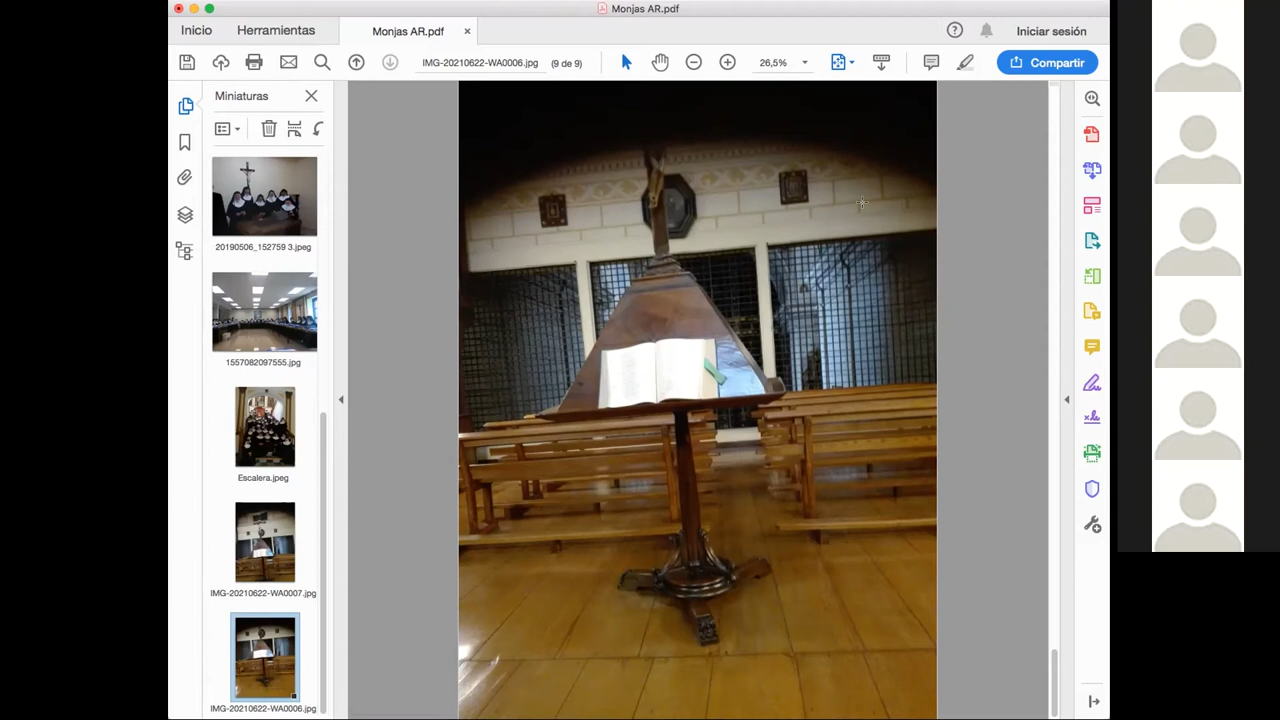 Monjas AR.pdf
Inicio
Herramientas
Monjas AR.pdf
Iniciar sesión
IMG-20210622-WA0006.jpg
(9 de 9)
26,5%
Compartir
Miniaturas
20190506_152759 3.jpeg
1557082097555.jpg
Escalera.jpeg
IMG-20210622-WA0007.jpg
IMG-20210622-WA0006.jpg